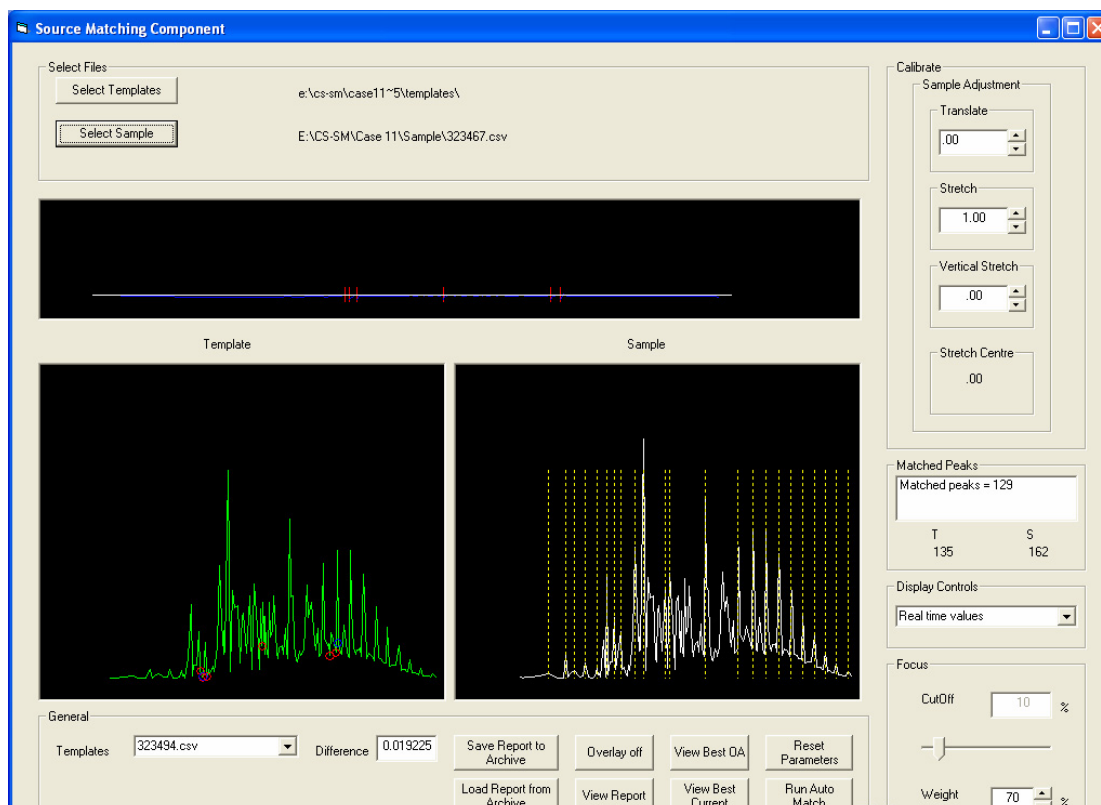 Source Matching Component
Select Files
Select Templates
e:\cs-sm\case11~5\templates\
Select Sample
E:\CS-SM\Case 11\Sample\323467.csv
Template
Sample
General
Templates
323494.csv
Difference
0.019225
Save Report to
Archive
Overlay off
View Best OA
Reset
Parameters
Load Report from
Archive
View Report
View Best
Current
Run Auto
Match
Calibrate
Sample Adjustment
Translate
.00
Stretch
1.00
Vertical Stretch
.00
Stretch Centre
.00
Matched Peaks
Matched peaks = 129
T
S
135
162
Display Controls
Real time values
Focus
CutOff
10
%
Weight
70
%